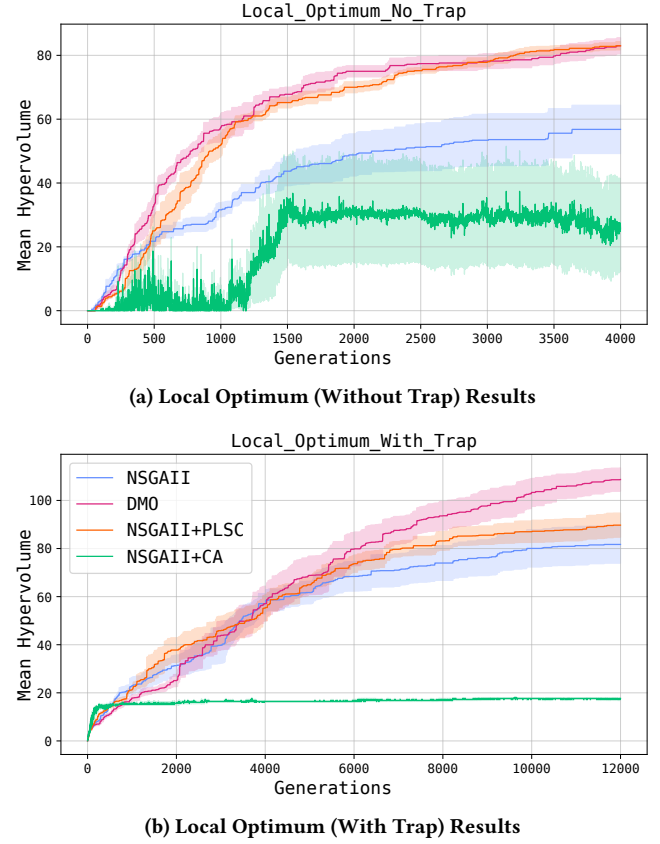 Local_Optimum_No_Trap
80
60
40
20
0
Mean Hypervolume
0 500 1000 1500 2000 2500 3000 3500 4000
Generations
(a) Local Optimum (Without Trap) Results
Local_Optimum_With_Trap
NSGAII
DMO
NSGAII+PLSC
NSGAII+CA
100
80
60
40
20
0
Mean Hypervolume
0 2000 4000 6000 8000 10000 12000
Generations
(b) Local Optimum (With Trap) Results